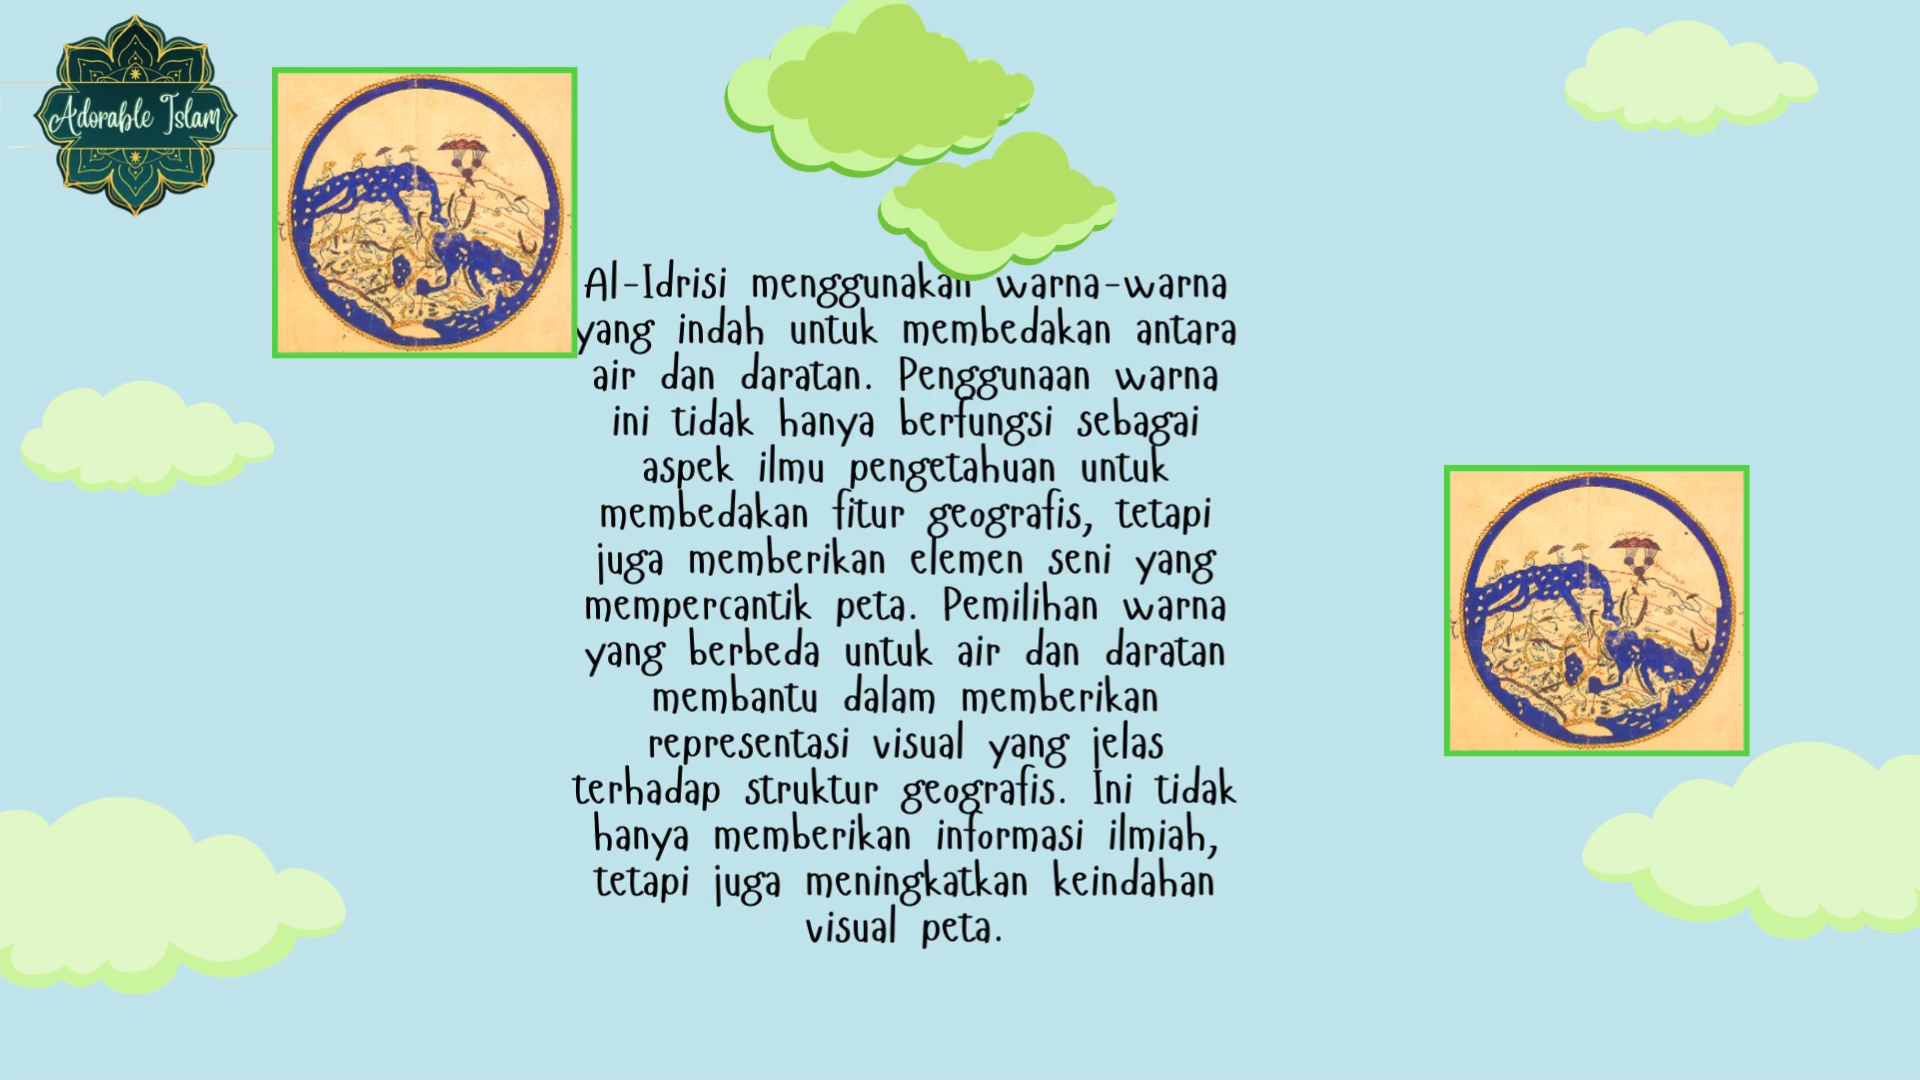 Adorable Islam
Al-Idrisi menggunakan warna-warna
yang indah untuk membedakan antara
air dan daratan. Penggunaan warna
ini tidak hanya berfungsi sebagai
aspek ilmu pengetahuan untuk
membedakan fitur geografis, tetapi
juga memberikan elemen seni yang
mempercantik peta. Pemilihan warna
yang berbeda untuk air dan daratan
membantu dalam memberikan
representasi visual yang jelas
terhadap struktur geografis. Ini tidak
hanya memberikan informasi ilmiah,
tetapi juga meningkatkan keindahan
visual peta.